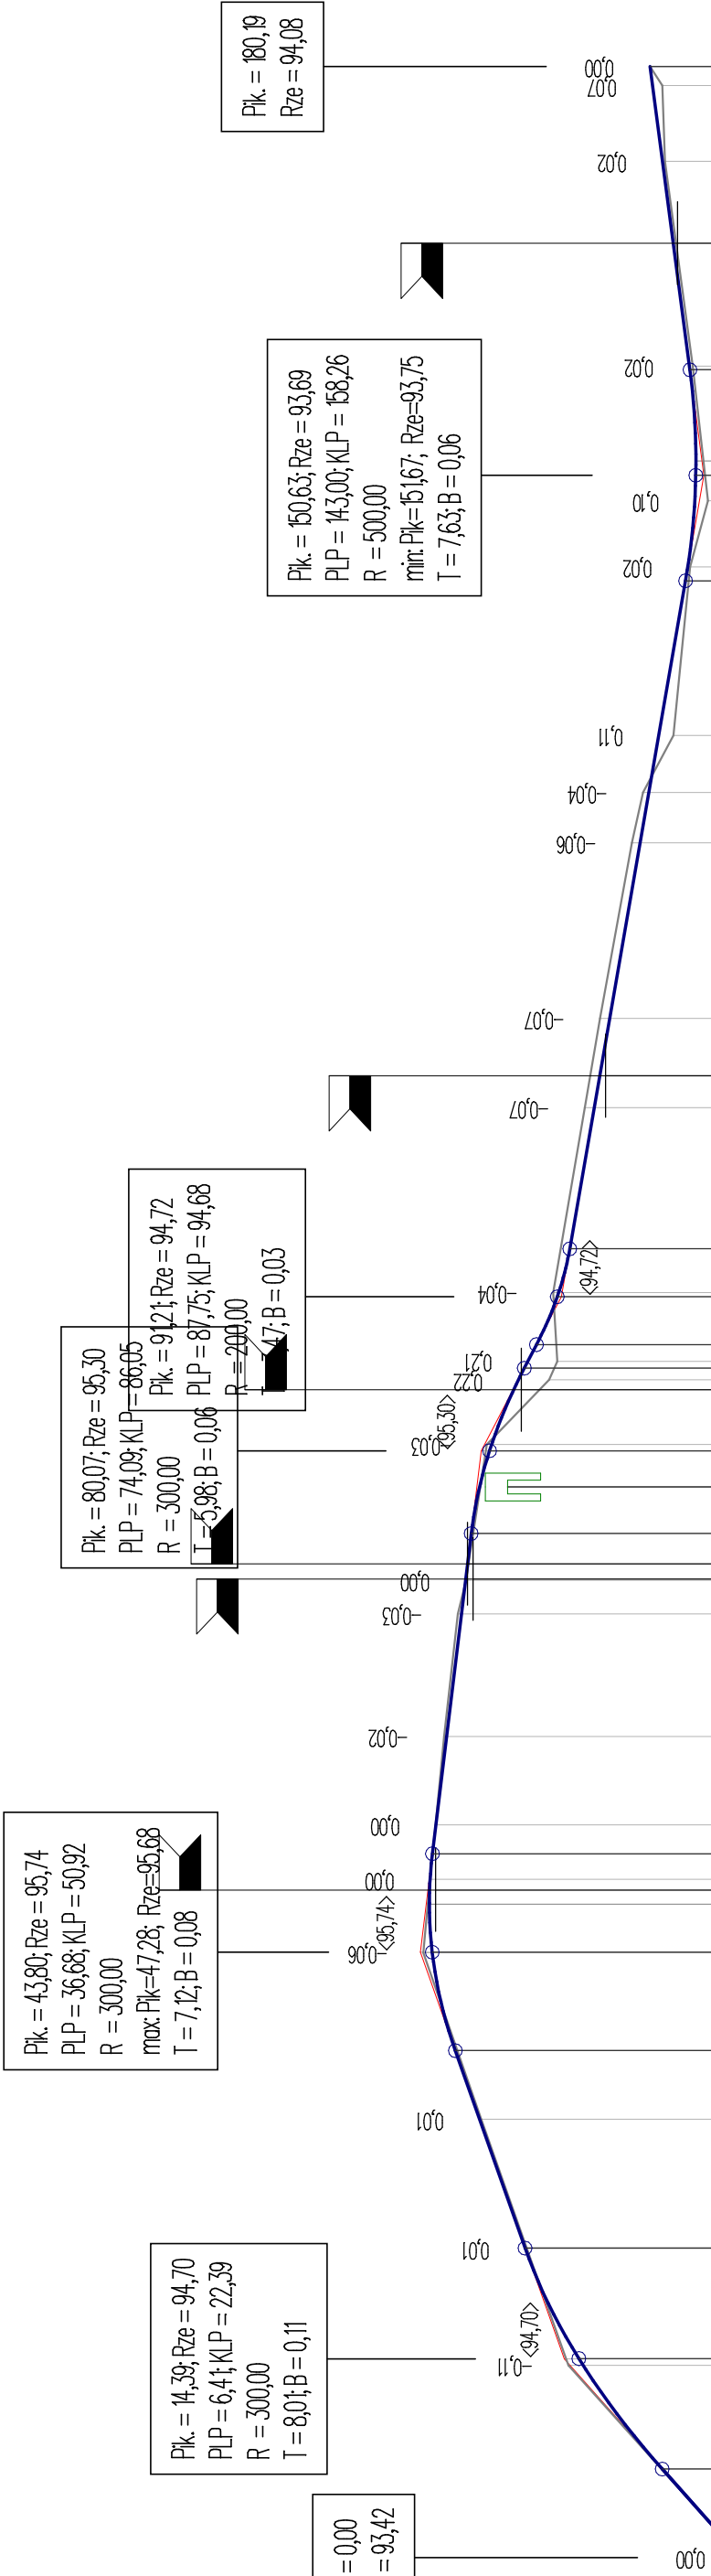 Pik. = 180,19
Rze = 94,08
0,00
0,07
0,02
Pik. = 150,63; Rze = 93,69
PLP = 143,00; KLP = 158,26
R = 500,00
min: Pik=151,67; Rze=93,75
T = 7,63; B = 0,06
0,02
0,10
0,02
0,11
-0,04
-0,06
-0,07
-0,07
Pik. = 91,21; Rze = 94,72
PLP = 87,75; KLP = 94,68
R = 200,00
47; B = 0,03
<94,72>
-0,04
0,21
0,22
Pik. = 80,07; Rze = 95,30
PLP = 74,09; KLP = 86,05
R = 300,00
T = 5,98; B = 0,06
<95,30>
-0,03
0,00
-0,03
-0,02
0,00
0,00
Pik. = 43,80; Rze = 95,74
PLP = 36,68; KLP = 50,92
R = 300,00
max: Pik=47,28; Rze=95,68
T = 7,12; B = 0,08
<95,74>
-0,06
0,01
0,01
Pik. = 14,39; Rze = 94,70
PLP = 6,41; KLP = 22,39
R = 300,00
T = 8,01; B = 0,11
<94,70>
-0,11
= 0,00
= 93,42
0,00